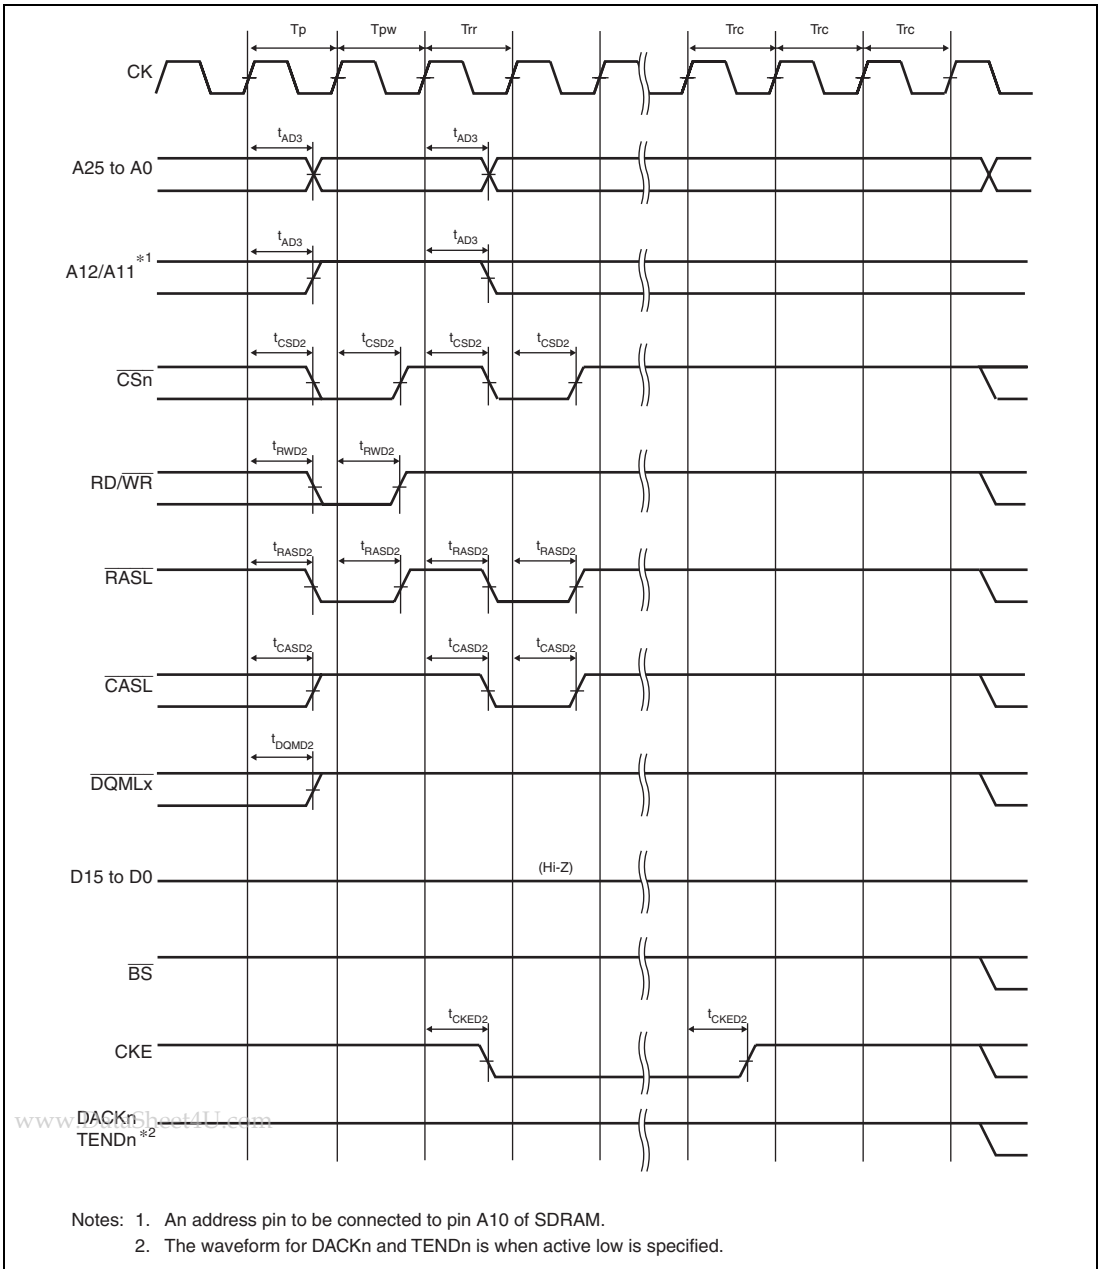 Tp Tpw Trr Trc Trc Trc
CK
tAD3 tAD3
A25 to A0
tAD3 tAD3
A12/A11*1
tCSD2 tCSD2 tCSD2 tCSD2
CSn
tRWD2 tRWD2
RD/WR
tRASD2 tRASD2 tRASD2 tRASD2
RASL
tCASD2 tCASD2 tCASD2
CASL
tDQMD2
DQMLx
(Hi-Z)
D15 to D0
BS
tCKED2 tCKED2
CKE
www.DataSheet4U.com
DACKn
TENDn*2
Notes: 1. An address pin to be connected to pin A10 of SDRAM.
2. The waveform for DACKn and TENDn is when active low is specified.